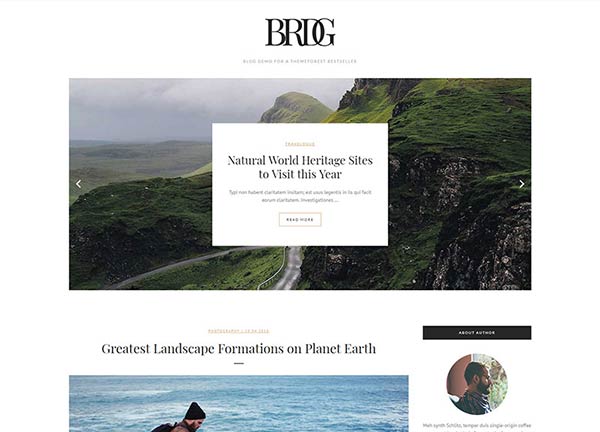 BRDG
BLOG DEMO FOR A THEMEFOREST BESTSELLER
TRAVELOGUE
Natural World Heritage Sites
to Visit this Year
Typi non habent claritatem insitam; est usus legentis in iis qui facit
eorum claritatem. Investigationes ...
READ MORE
PHOTOGRAPHY
Greatest Landscape Formations on Planet Earth
ABOUT AUTHOR
Meh synth Schlitz, tempor duis single-origin coffee